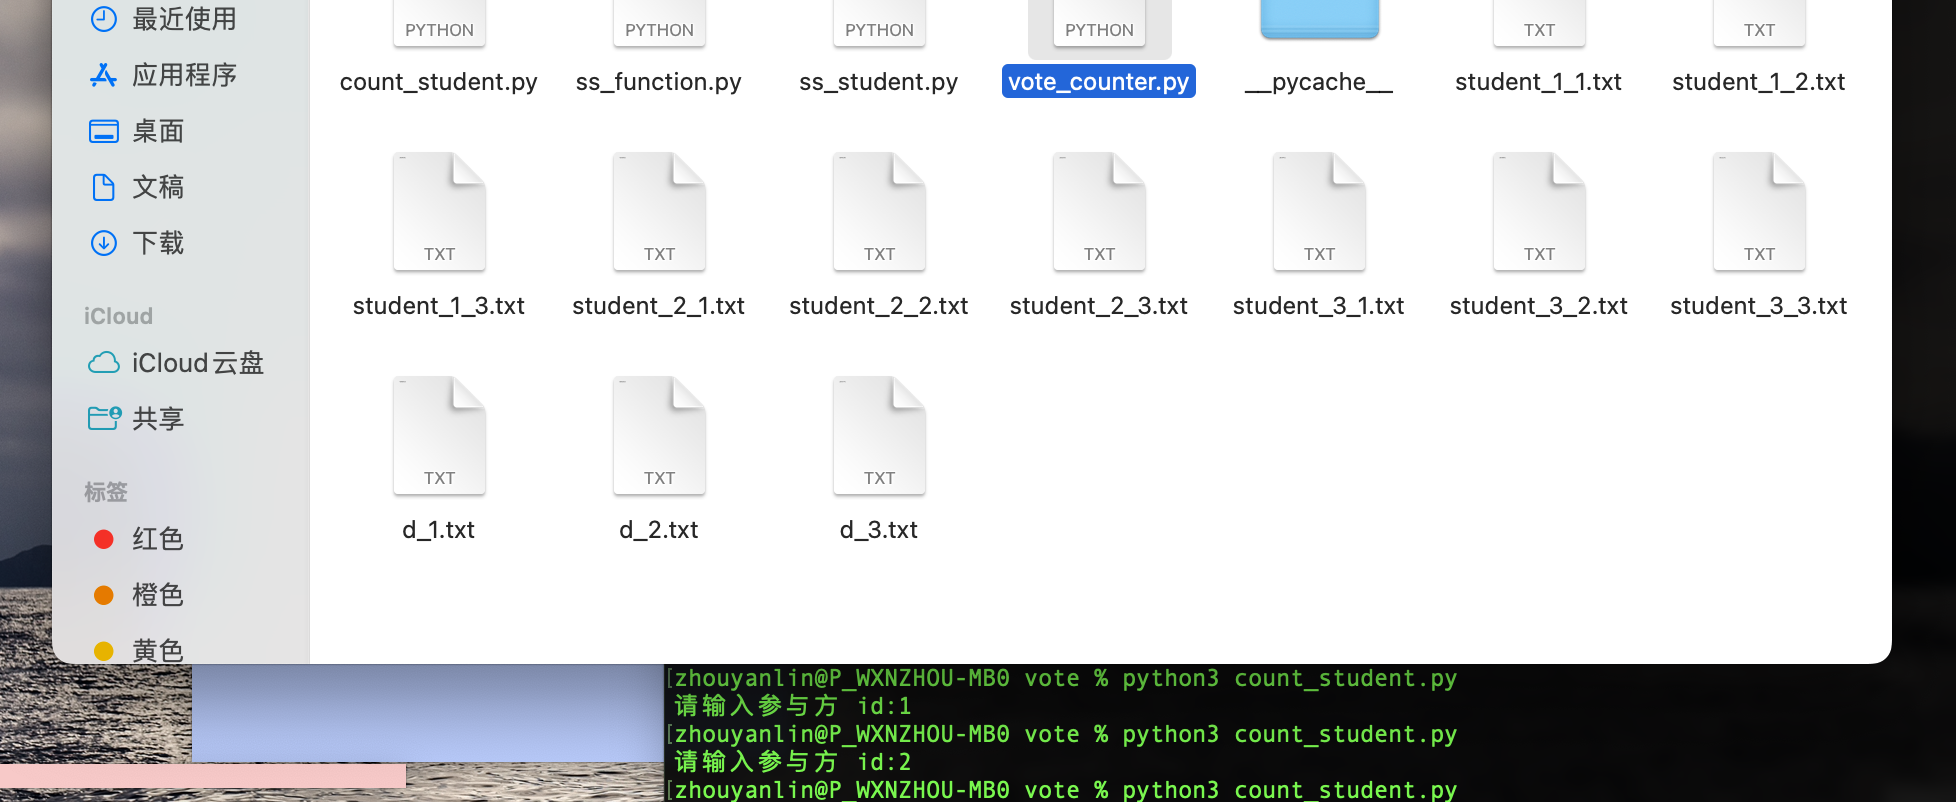 最近使用
应用程序
桌面
文稿
下载
iCloud
iCloud云盘
共享
标签
红色
橙色
黄色
PYTHON PYTHON PYTHON PYTHON TXT TXT
count_student.py ss_function.py ss_student.py vote_counter.py __pycache__ student_1_1.txt student_1_2.txt
TXT TXT TXT TXT TXT TXT TXT
student_1_3.txt student_2_1.txt student_2_2.txt student_2_3.txt student_3_1.txt student_3_2.txt student_3_3.txt
TXT TXT TXT
d_1.txt d_2.txt d_3.txt
[zhouyanlin@P_WXNZHOU-MB0 vote % python3 count_student.py
请输入参与方 id:1
[zhouyanlin@P_WXNZHOU-MB0 vote % python3 count_student.py
请输入参与方 id:2
[zhouyanlin@P_WXNZHOU-MB0 vote % python3 count_student.py